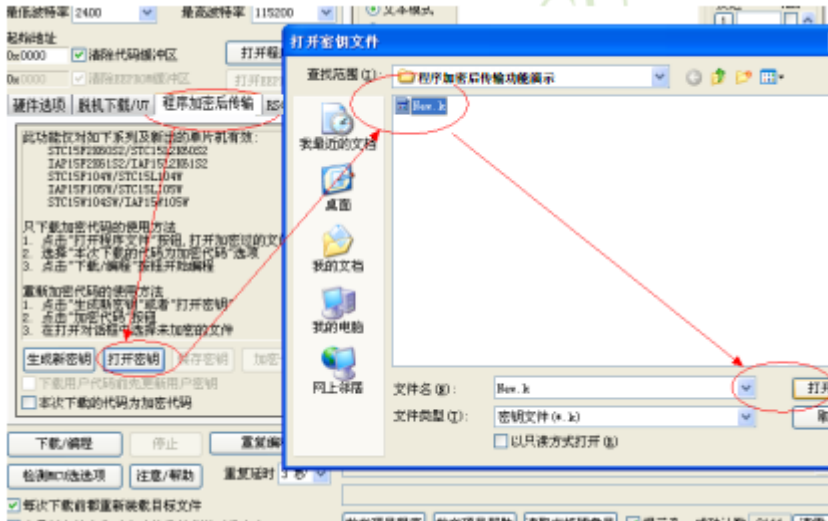 最低波特率 2400
最高波特率 115200
文本模式
起始地址
0x0000 清除代码缓冲区
打开程
0x0000 清除EEPROM缓冲区
打开EEP
硬件选项 脱机下载/U7 程序加密后传输
此功能仅对如下系列及新出的单片机有效:
STC15F104W/STC15L104W
IAP15F105W/STC15L105W
STC15W104SW/IAP15W105W
只下载加密代码的使用方法
1. 点击"打开程序文件"按钮,打开加密过的文
2. 选择"本次下载的代码为加密代码"选项
3. 点击"下载/编程"按钮开始编程
重新加密代码的使用方法
1. 点击"生成新密钥"或者"打开密钥"
2. 点击"加密代码"按钮
3. 在打开对话框中选择未加密的文件
生成新密钥 打开密钥 保存密钥 加密
下载用户代码前先更新用户密钥
本次下载的代码为加密代码
下载/编程 停止 重复编
检测MCU选项 注意/帮助 重复延时 3 秒
每次下载前都重新装载目标文件
打开密钥文件
查找范围(I): 程序加密后传输功能演示
New.k
我最近的文档
桌面
我的文档
我的电脑
网上邻居
文件名(N): New.k 打开
文件类型(T): 密钥文件(*.k) 取
以只读方式打开(R)